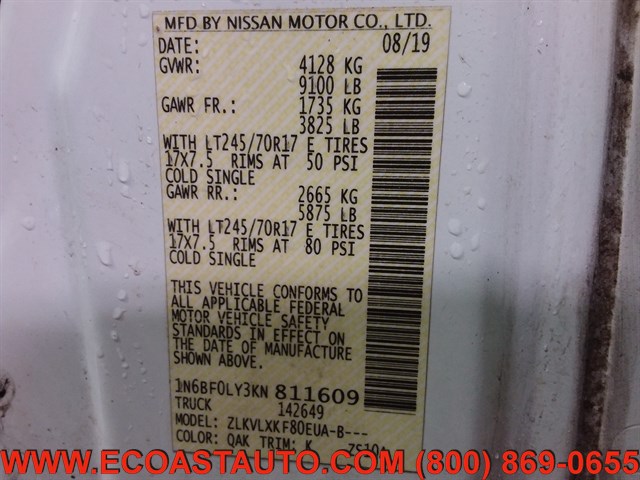 MFD BY NISSAN MOTOR CO., LTD.
DATE: 08/19
GVWR: 4128 KG
9100 LB
GAWR FR.: 1735 KG
3825 LB
WITH LT245/70R17 E TIRES
17X7.5 RIMS AT 50 PSI
COLD SINGLE
GAWR RR.: 2665 KG
5875 LB
WITH LT245/70R17 E TIRES
17X7.5 RIMS AT 80 PSI
COLD SINGLE
THIS VEHICLE CONFORMS TO
ALL APPLICABLE FEDERAL
MOTOR VEHICLE SAFETY
STANDARDS IN EFFECT ON
THE DATE OF MANUFACTURE
SHOWN ABOVE.
1N6BF0LY3KN 811609
TRUCK 142649
MODEL: ZLKVLXKF80EUA-B---
COLOR: QAK TRIM: K
WWW.ECOASTAUTO.COM (800) 869-0655